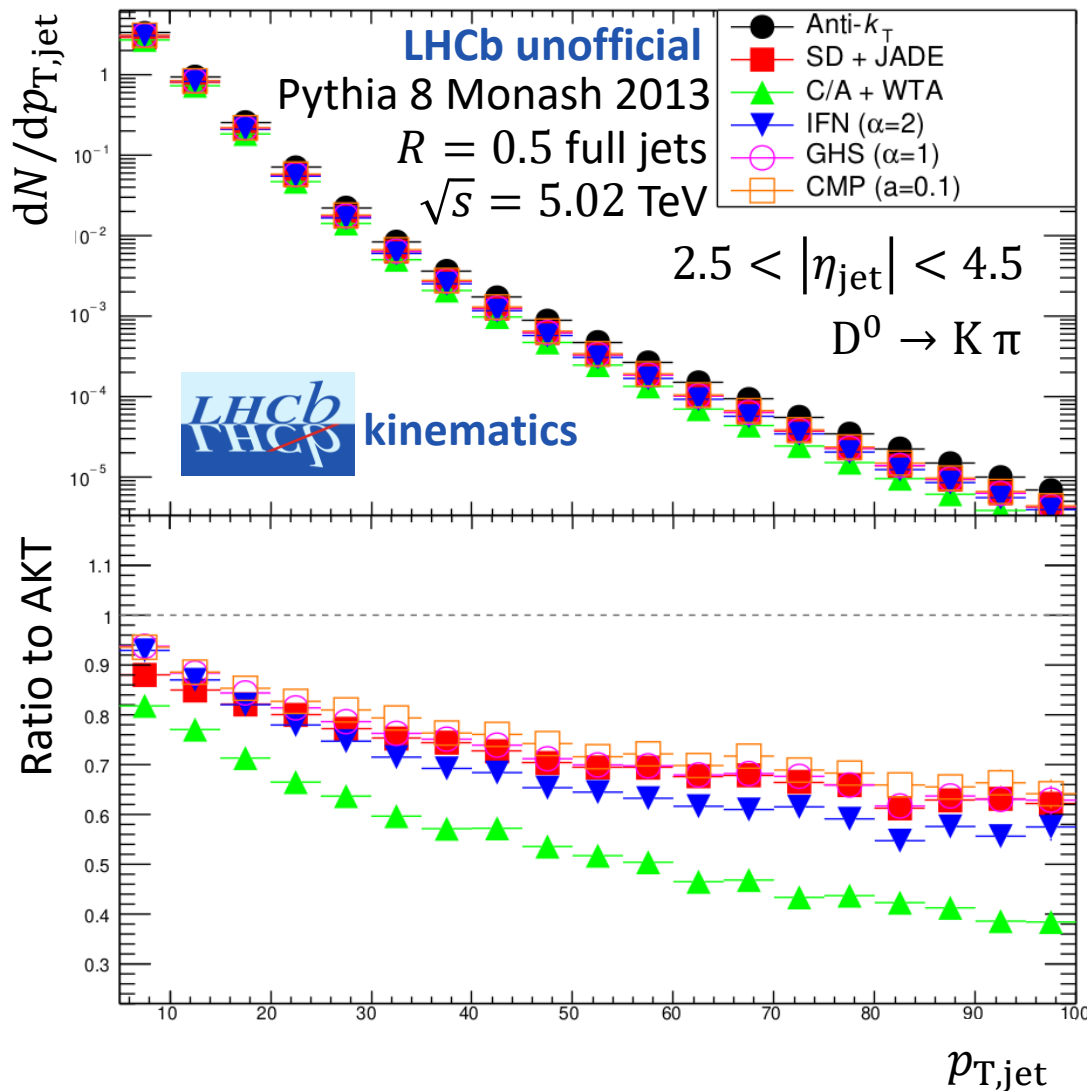 dN/dp_T,jet
1
10^-1
10^-2
10^-3
10^-4
10^-5
LHCb unofficial
Pythia 8 Monash 2013
R = 0.5 full jets
√s = 5.02 TeV
Anti-k_T
SD + JADE
C/A + WTA
IFN (α=2)
GHS (α=1)
CMP (a=0.1)
2.5 < |η_jet| < 4.5
D^0 → K π
LHCb
kinematics
Ratio to AKT
1.1
1
0.9
0.8
0.7
0.6
0.5
0.4
0.3
10 20 30 40 50 60 70 80 90 100
p_T,jet